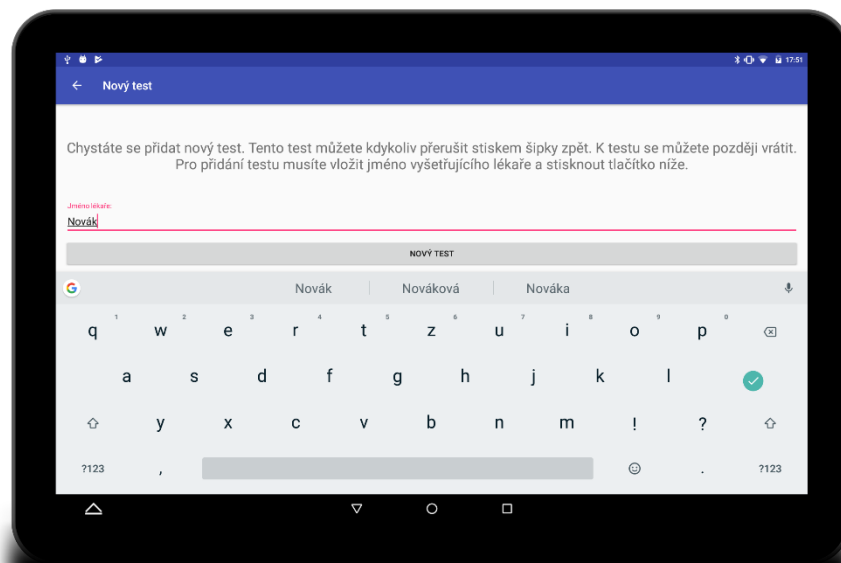 17:51
Nový test
Chystáte se přidat nový test. Tento test můžete kdykoliv přerušit stiskem šipky zpět. K testu se můžete později vrátit.
Pro přidání testu musíte vložit jméno vyšetřujícího lékaře a stisknout tlačítko níže.
Jméno lékaře:
Novák
NOVÝ TEST
G Novák Nováková Nováka
1 2 3 4 5 6 7 8 9 0
q w e r t z u i o p
a s d f g h j k l
y x c v b n m ! ?
?123 , . ?123